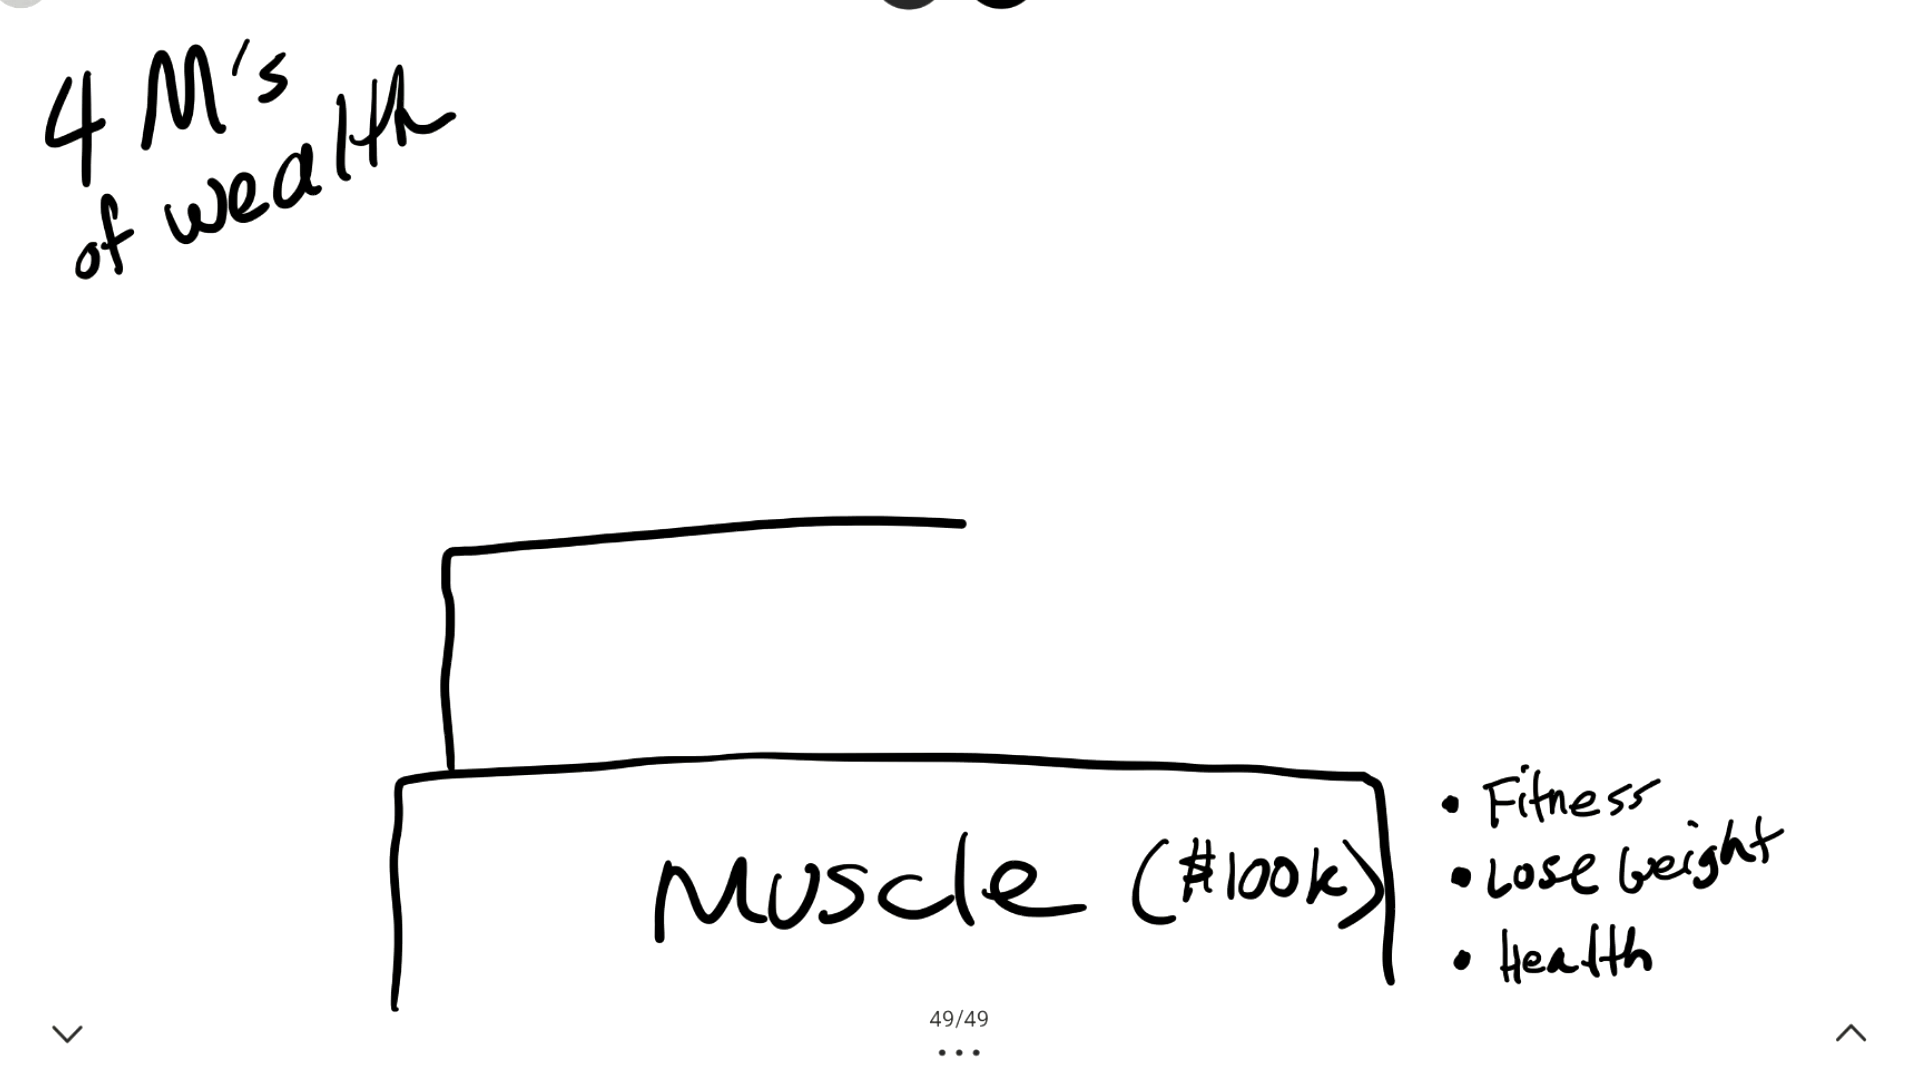 4 M's
of wealth
Muscle ($100k)
• Fitness
• Lose Weight
• Health
49/49